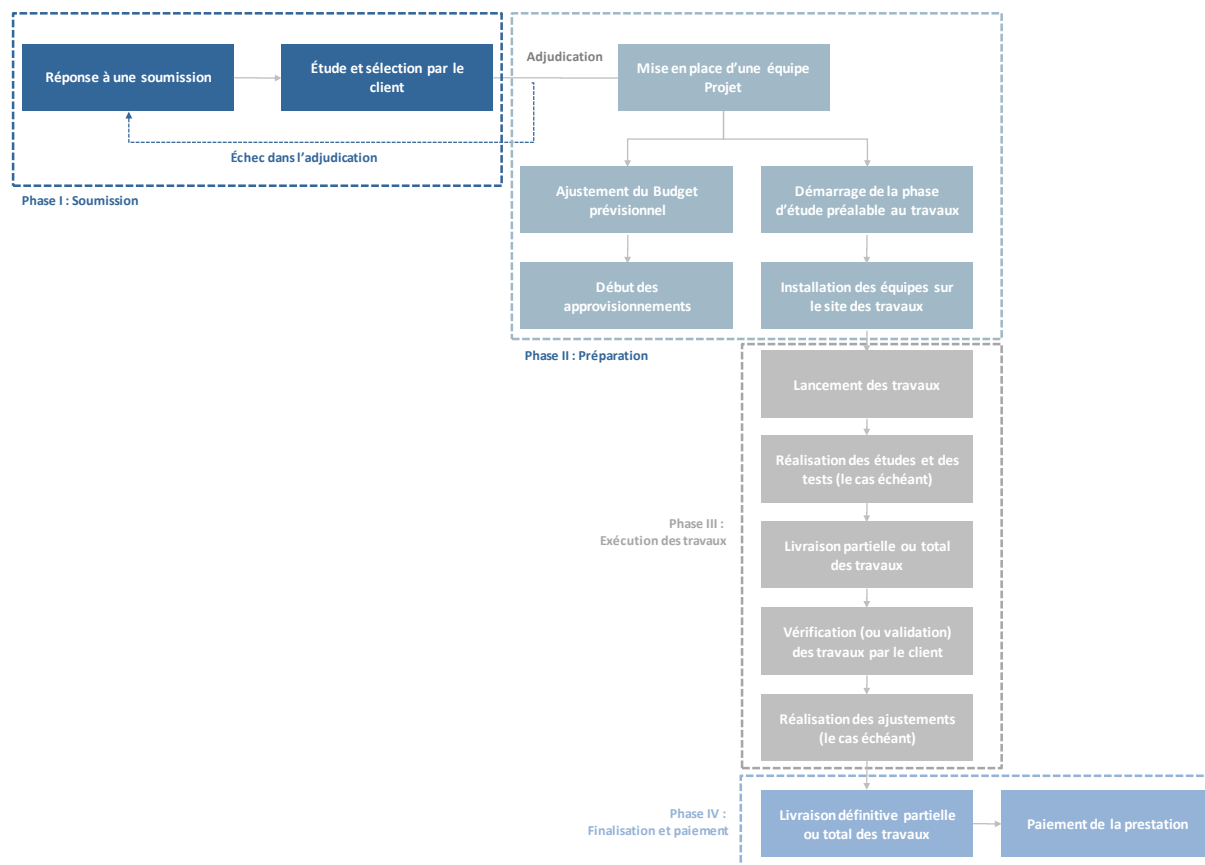 Réponse à une soumission
Étude et sélection par le
client
Adjudication
Mise en place d'une équipe
Projet
Échec dans l'adjudication
Phase I : Soumission
Ajustement du Budget
prévisionnel
Démarrage de la phase
d'étude préalable au travaux
Début des
approvisionnements
Installation des équipes sur
le site des travaux
Phase II : Préparation
Lancement des travaux
Réalisation des études et des
tests (le cas échéant)
Phase III :
Exécution des travaux
Livraison partielle ou total
des travaux
Vérification (ou validation)
des travaux par le client
Réalisation des ajustements
(le cas échéant)
Phase IV :
Finalisation et paiement
Livraison définitive partielle
ou total des travaux
Paiement de la prestation